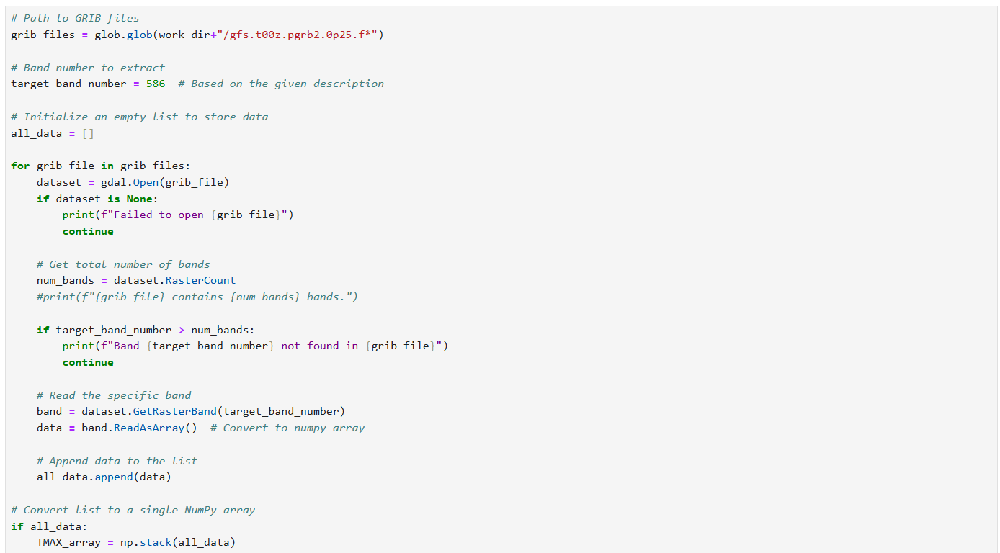 # Path to GRIB files
grib_files = glob.glob(work_dir+"/gfs.t00z.pgrb2.0p25.f*")
# Band number to extract
target_band_number = 586  # Based on the given description
# Initialize an empty list to store data
all_data = []
for grib_file in grib_files:
    dataset = gdal.Open(grib_file)
    if dataset is None:
        print(f"Failed to open {grib_file}")
        continue
    # Get total number of bands
    num_bands = dataset.RasterCount
    #print(f"{grib_file} contains {num_bands} bands.")
    if target_band_number > num_bands:
        print(f"Band {target_band_number} not found in {grib_file}")
        continue
    # Read the specific band
    band = dataset.GetRasterBand(target_band_number)
    data = band.ReadAsArray()  # Convert to numpy array
    # Append data to the list
    all_data.append(data)
# Convert list to a single NumPy array
if all_data:
    TMAX_array = np.stack(all_data)